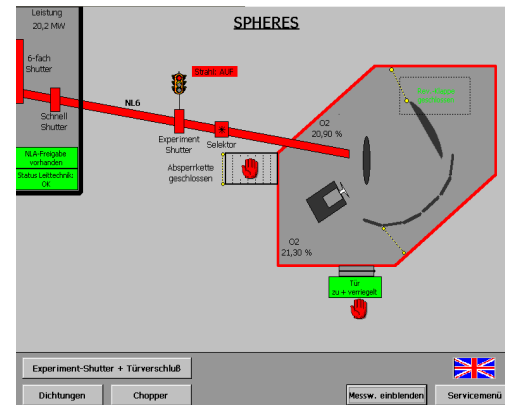 Leistung
20,2 MW
SPHERES
6-fach
Shutter
Strahl AUF
NL6
Schnell
Shutter
O2
20,90 %
Experiment
Shutter
Selektor
NLA-Freigabe
vorhanden
Absperrkette
geschlossen
Status Leittechnik:
OK
O2
21,30 %
Tür
zu + verriegelt
Experiment-Shutter + Türverschluß
Dichtungen
Chopper
Messw. einblenden
Servicemenü